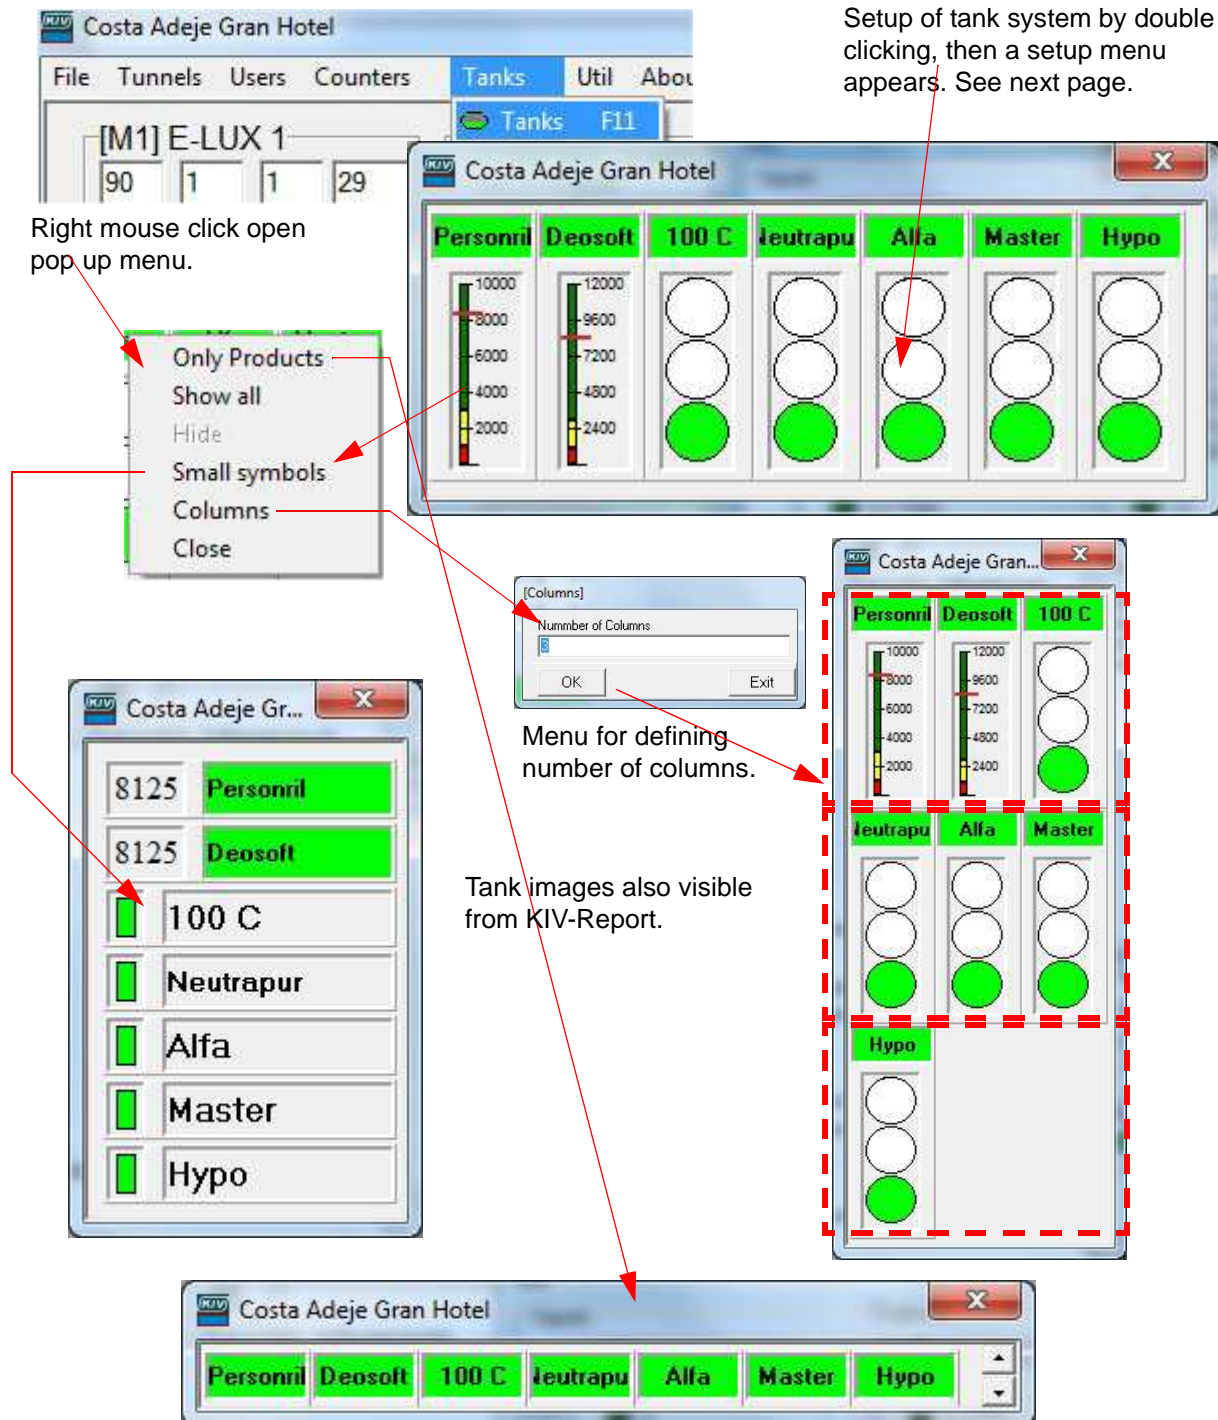 KIV Costa Adeje Gran Hotel
File Tunnels Users Counters Tanks Util Abou
Tanks F11
[M1] E-LUX 1
90 1 1 29
Setup of tank system by double
clicking, then a setup menu
appears. See next page.
Right mouse click open
pop up menu.
KIV Costa Adeje Gran Hotel
Personril Deosoft 100 C Neutrapu Alfa Master Hypo
10000 12000
8000 9600
6000 7200
4000 4800
2000 2400
Only Products
Show all
Hide
Small symbols
Columns
Close
[Columns]
Nummber of Columns
3
OK Exit
Menu for defining
number of columns.
KIV Costa Adeje Gran...
Personril Deosoft 100 C
10000 12000
8000 9600
6000 7200
4000 4800
2000 2400
Neutrapu Alfa Master
Hypo
KIV Costa Adeje Gr...
8125 Personril
8125 Deosoft
100 C
Neutrapur
Alfa
Master
Hypo
Tank images also visible
from KIV-Report.
KIV Costa Adeje Gran Hotel
Personril Deosoft 100 C Neutrapu Alfa Master Hypo